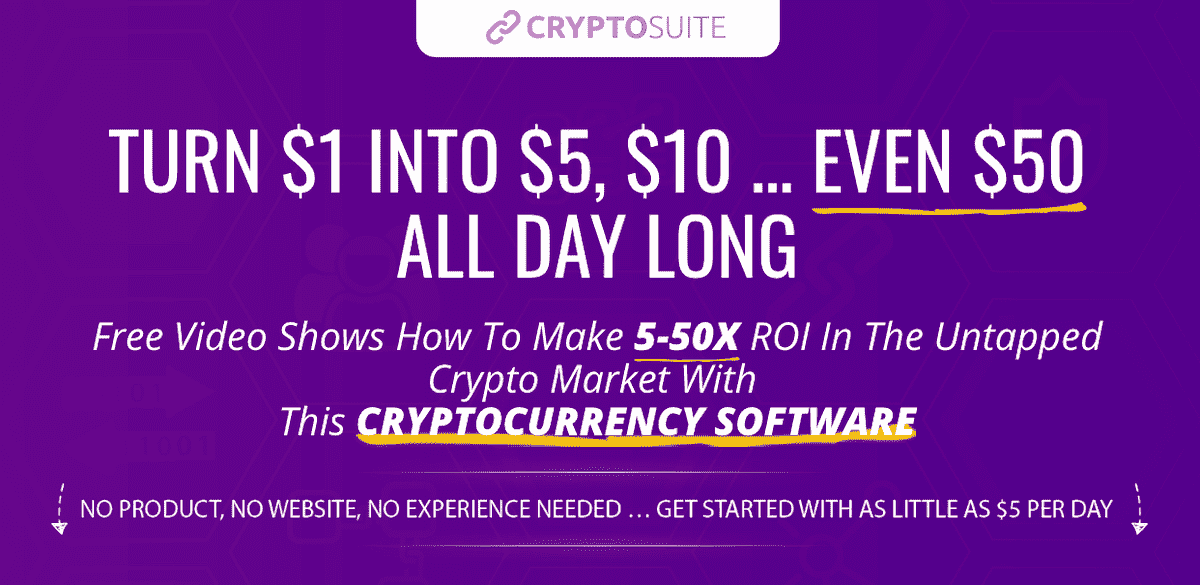 CRYPTOSUITE
TURN $1 INTO $5, $10 ... EVEN $50
ALL DAY LONG
Free Video Shows How To Make 5-50X ROI In The Untapped
Crypto Market With
This CRYPTOCURRENCY SOFTWARE
NO PRODUCT, NO WEBSITE, NO EXPERIENCE NEEDED ... GET STARTED WITH AS LITTLE AS $5 PER DAY